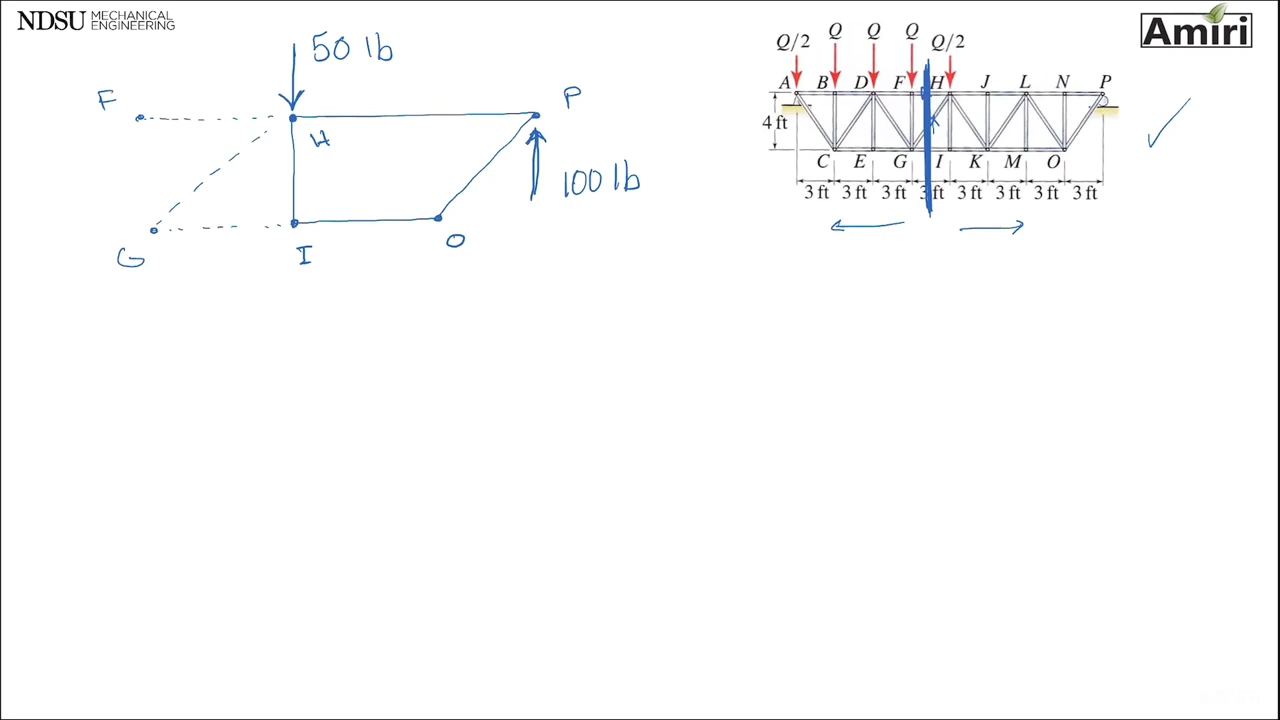 NDSU MECHANICAL ENGINEERING
Amiri
50 lb
F
P
H
100 lb
G
I
O
Q/2 Q Q Q Q/2
A B D F H J L N P
4 ft
C E G I K M O
3 ft 3 ft 3 ft 3 ft 3 ft 3 ft 3 ft 3 ft